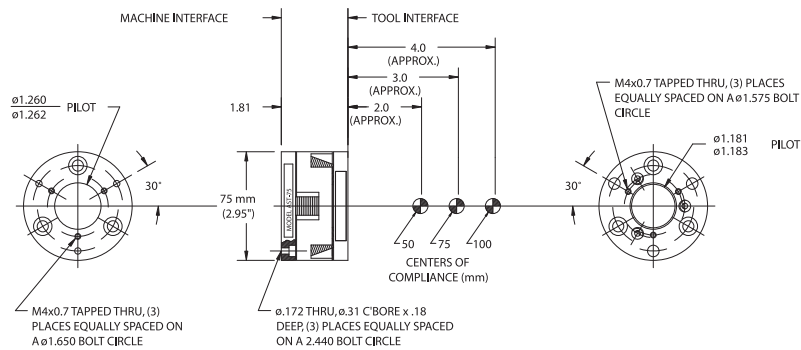 MACHINE INTERFACE
TOOL INTERFACE
4.0
(APPROX.)
3.0
(APPROX.)
1.81
2.0
(APPROX.)
ø1.260
ø1.262
PILOT
30°
75 mm
(2.95")
MODEL AST-75
50
75
100
CENTERS OF
COMPLIANCE (mm)
M4x0.7 TAPPED THRU, (3) PLACES
EQUALLY SPACED ON A ø1.575 BOLT
CIRCLE
ø1.181
ø1.183
PILOT
30°
M4x0.7 TAPPED THRU, (3)
PLACES EQUALLY SPACED ON
A ø1.650 BOLT CIRCLE
ø.172 THRU, ø.31 C'BORE x .18
DEEP, (3) PLACES EQUALLY SPACED
ON A 2.440 BOLT CIRCLE